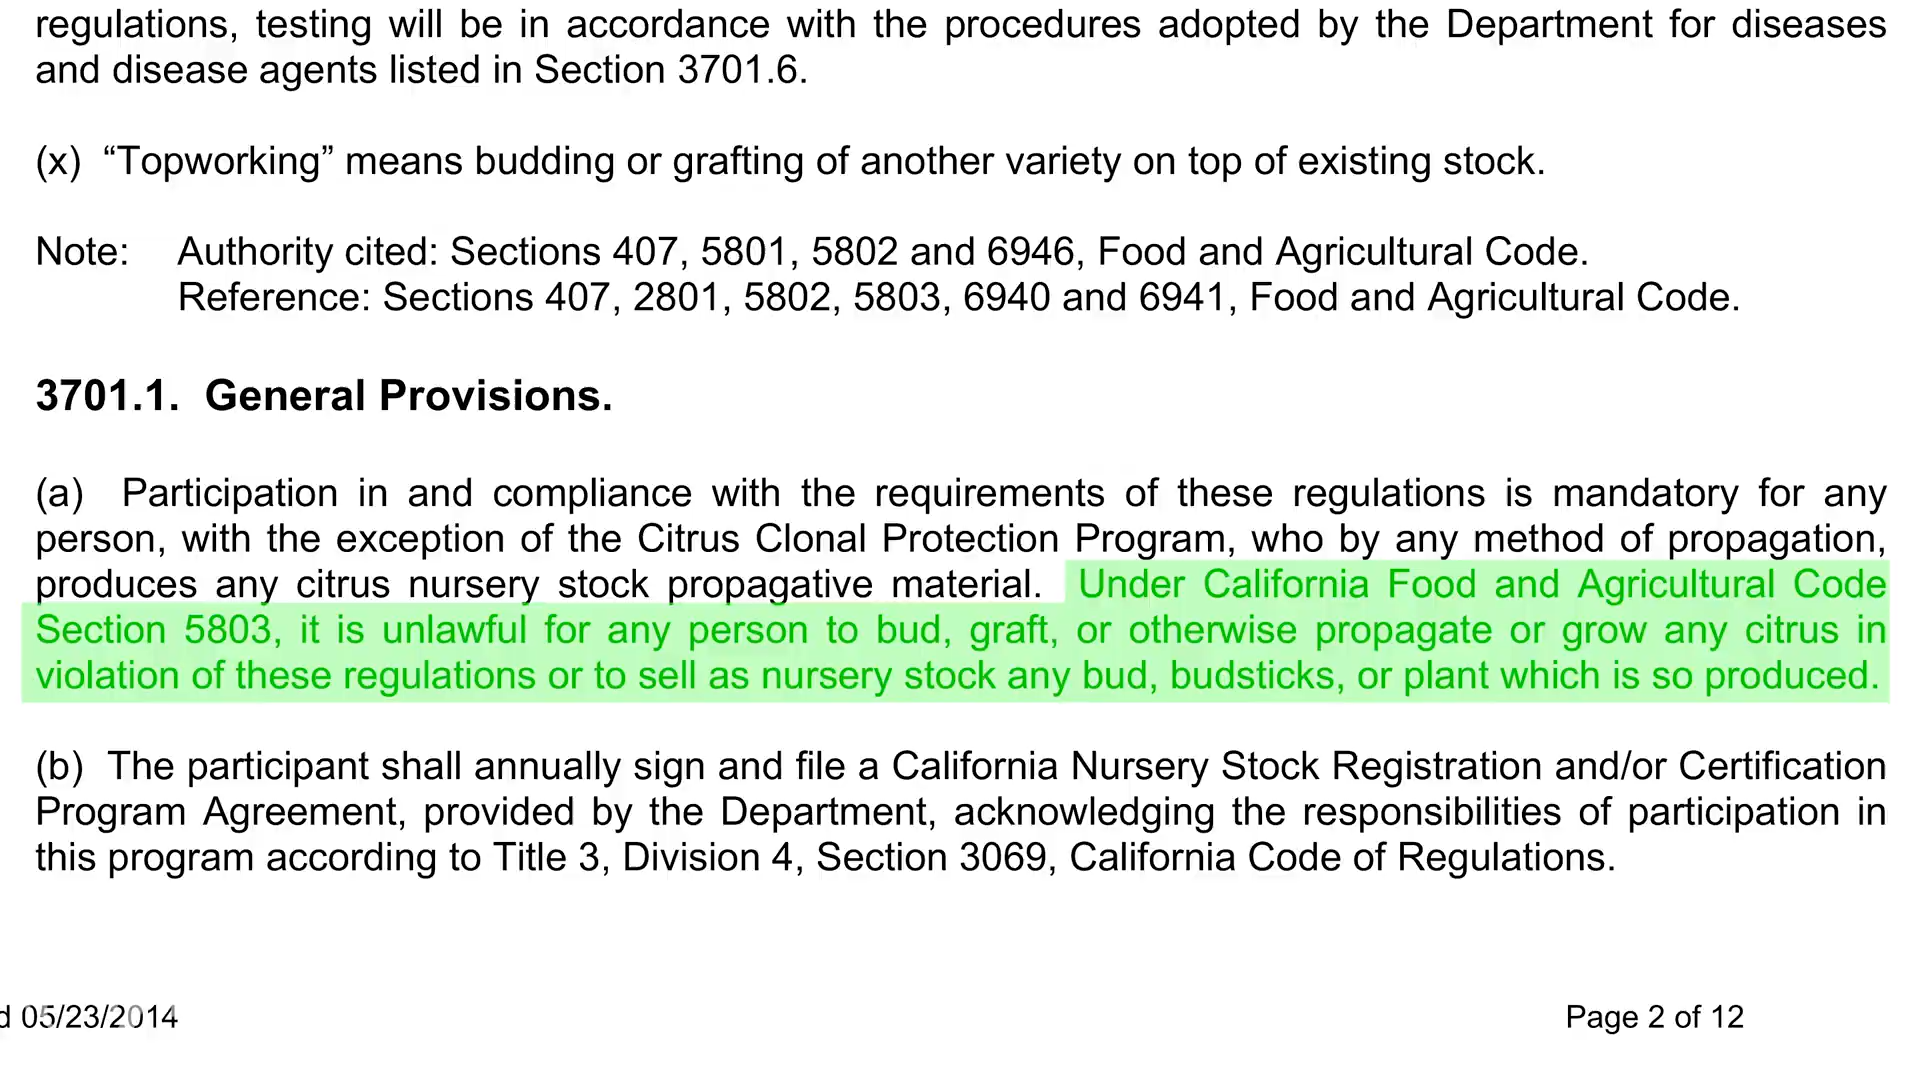 regulations, testing will be in accordance with the procedures adopted by the Department for diseases
and disease agents listed in Section 3701.6.
(x) “Topworking” means budding or grafting of another variety on top of existing stock.
Note: Authority cited: Sections 407, 5801, 5802 and 6946, Food and Agricultural Code.
Reference: Sections 407, 2801, 5802, 5803, 6940 and 6941, Food and Agricultural Code.
3701.1. General Provisions.
(a) Participation in and compliance with the requirements of these regulations is mandatory for any
person, with the exception of the Citrus Clonal Protection Program, who by any method of propagation,
produces any citrus nursery stock propagative material. Under California Food and Agricultural Code
Section 5803, it is unlawful for any person to bud, graft, or otherwise propagate or grow any citrus in
violation of these regulations or to sell as nursery stock any bud, budsticks, or plant which is so produced.
(b) The participant shall annually sign and file a California Nursery Stock Registration and/or Certification
Program Agreement, provided by the Department, acknowledging the responsibilities of participation in
this program according to Title 3, Division 4, Section 3069, California Code of Regulations.
d 05/23/2014 Page 2 of 12